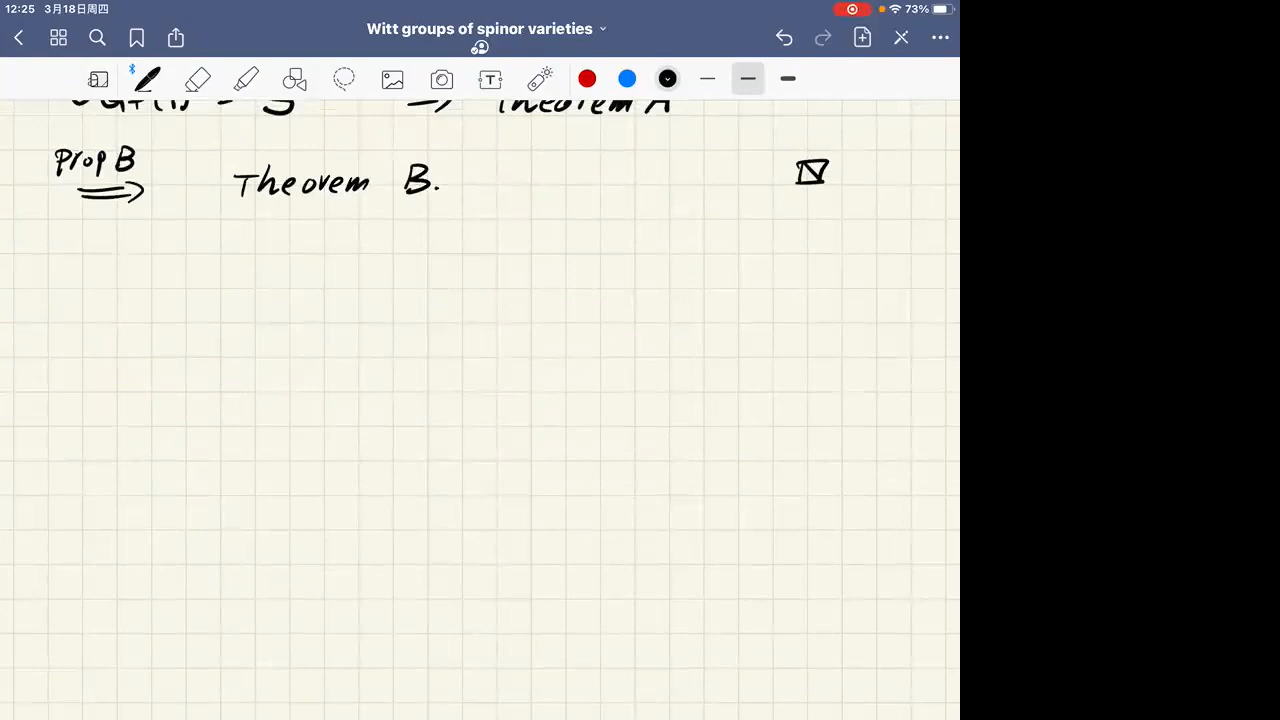 12:25 3月18日周四
73%
Witt groups of spinor varieties
T
⇒ Theorem A
Prop B
⇒ Theorem B.